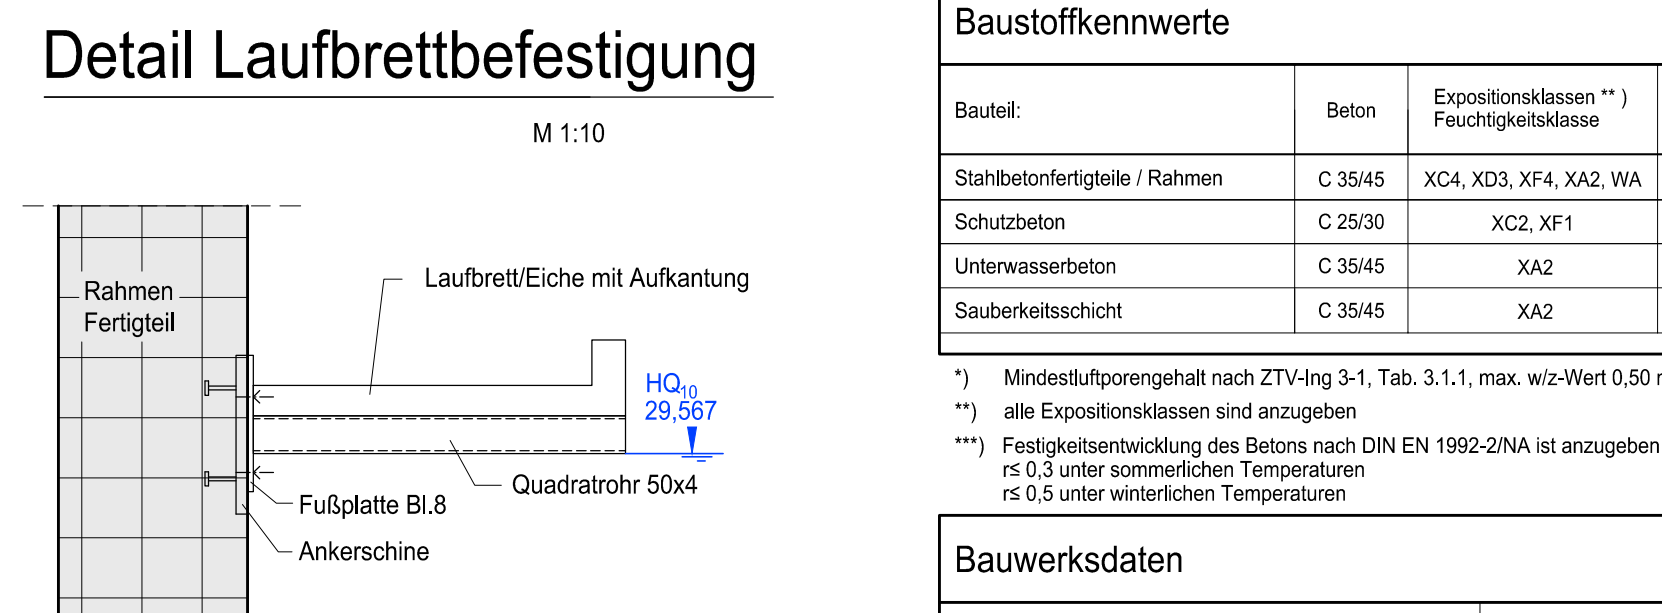 Detail Laufbrettbefestigung
M 1:10
Rahmen
Fertigteil
Laufbrett/Eiche mit Aufkantung
HQ10
29,567
Quadratrohr 50x4
Fußplatte Bl.8
Ankerschine
Baustoffkennwerte
Bauteil: Beton Expositionsklassen ** )
Feuchtigkeitsklasse
Stahlbetonfertigteile / Rahmen C 35/45 XC4, XD3, XF4, XA2, WA
Schutzbeton C 25/30 XC2, XF1
Unterwasserbeton C 35/45 XA2
Sauberkeitsschicht C 35/45 XA2
*) Mindestluftporengehalt nach ZTV-Ing 3-1, Tab. 3.1.1, max. w/z-Wert 0,50
**) alle Expositionsklassen sind anzugeben
***) Festigkeitsentwicklung des Betons nach DIN EN 1992-2/NA ist anzugeben
r≤ 0,3 unter sommerlichen Temperaturen
r≤ 0,5 unter winterlichen Temperaturen
Bauwerksdaten